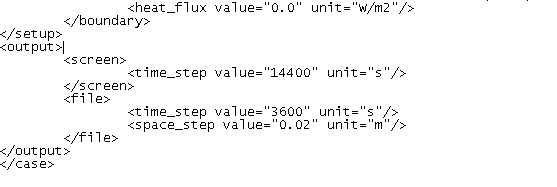 <heat_flux value="0.0" unit="w/m2"/>
</boundary>
</setup>
<output>
<screen>
<time_step value="14400" unit="s"/>
</screen>
<file>
<time_step value="3600" unit="s"/>
<space_step value="0.02" unit="m"/>
</file>
</output>
</case>